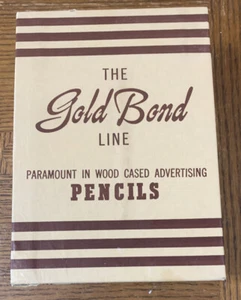 THE
Gold Bond
LINE
PARAMOUNT IN WOOD CASED ADVERTISING
PENCILS